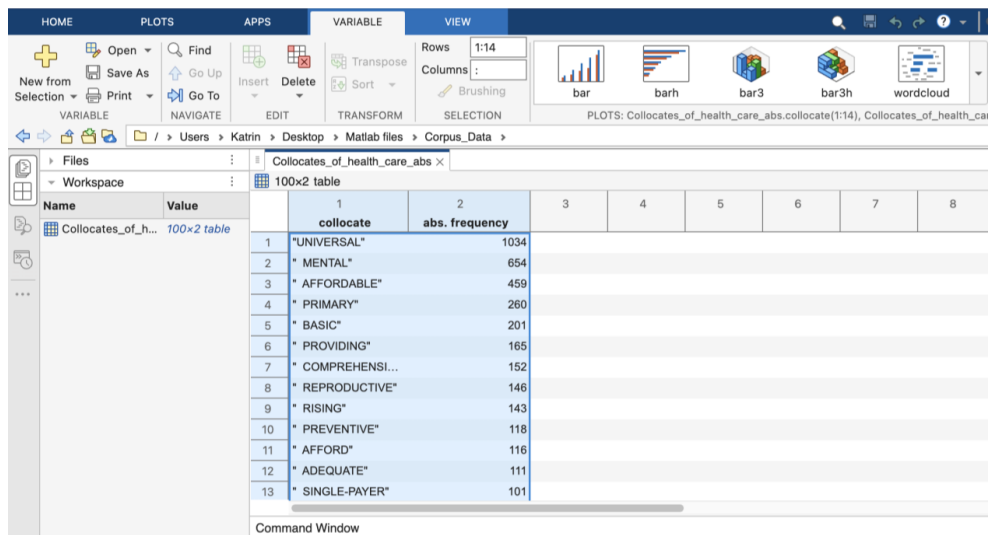 HOME PLOTS APPS VARIABLE VIEW
New from
Selection
Open
Save As
Print
VARIABLE
Find
Go Up
Go To
NAVIGATE
Insert
Delete
EDIT
Transpose
Sort
TRANSFORM
Rows 1:14
Columns :
Brushing
SELECTION
bar barh bar3 bar3h wordcloud
PLOTS: Collocates_of_health_care_abs.collocate(1:14), Collocates_of_health_car
/ > Users > Katrin > Desktop > Matlab files > Corpus_Data >
Files
Workspace
Name Value
Collocates_of_h... 100×2 table
Collocates_of_health_care_abs ×
100×2 table
1 2 3 4 5 6 7 8
collocate abs. frequency
1 "UNIVERSAL" 1034
2 " MENTAL" 654
3 " AFFORDABLE" 459
4 " PRIMARY" 260
5 " BASIC" 201
6 " PROVIDING" 165
7 " COMPREHENSI... 152
8 " REPRODUCTIVE" 146
9 " RISING" 143
10 " PREVENTIVE" 118
11 " AFFORD" 116
12 " ADEQUATE" 111
13 " SINGLE-PAYER" 101
Command Window